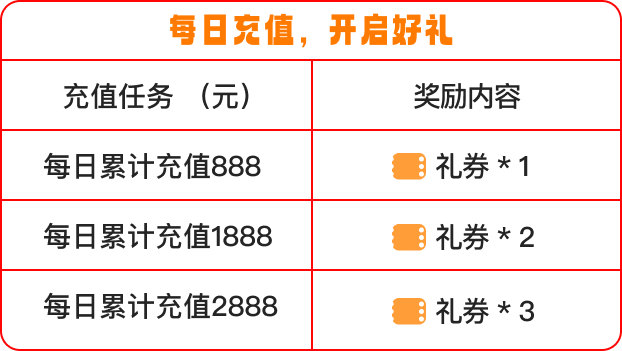 每日充值，开启好礼
充值任务 （元） 奖励内容
每日累计充值888 礼券 * 1
每日累计充值1888 礼券 * 2
每日累计充值2888 礼券 * 3